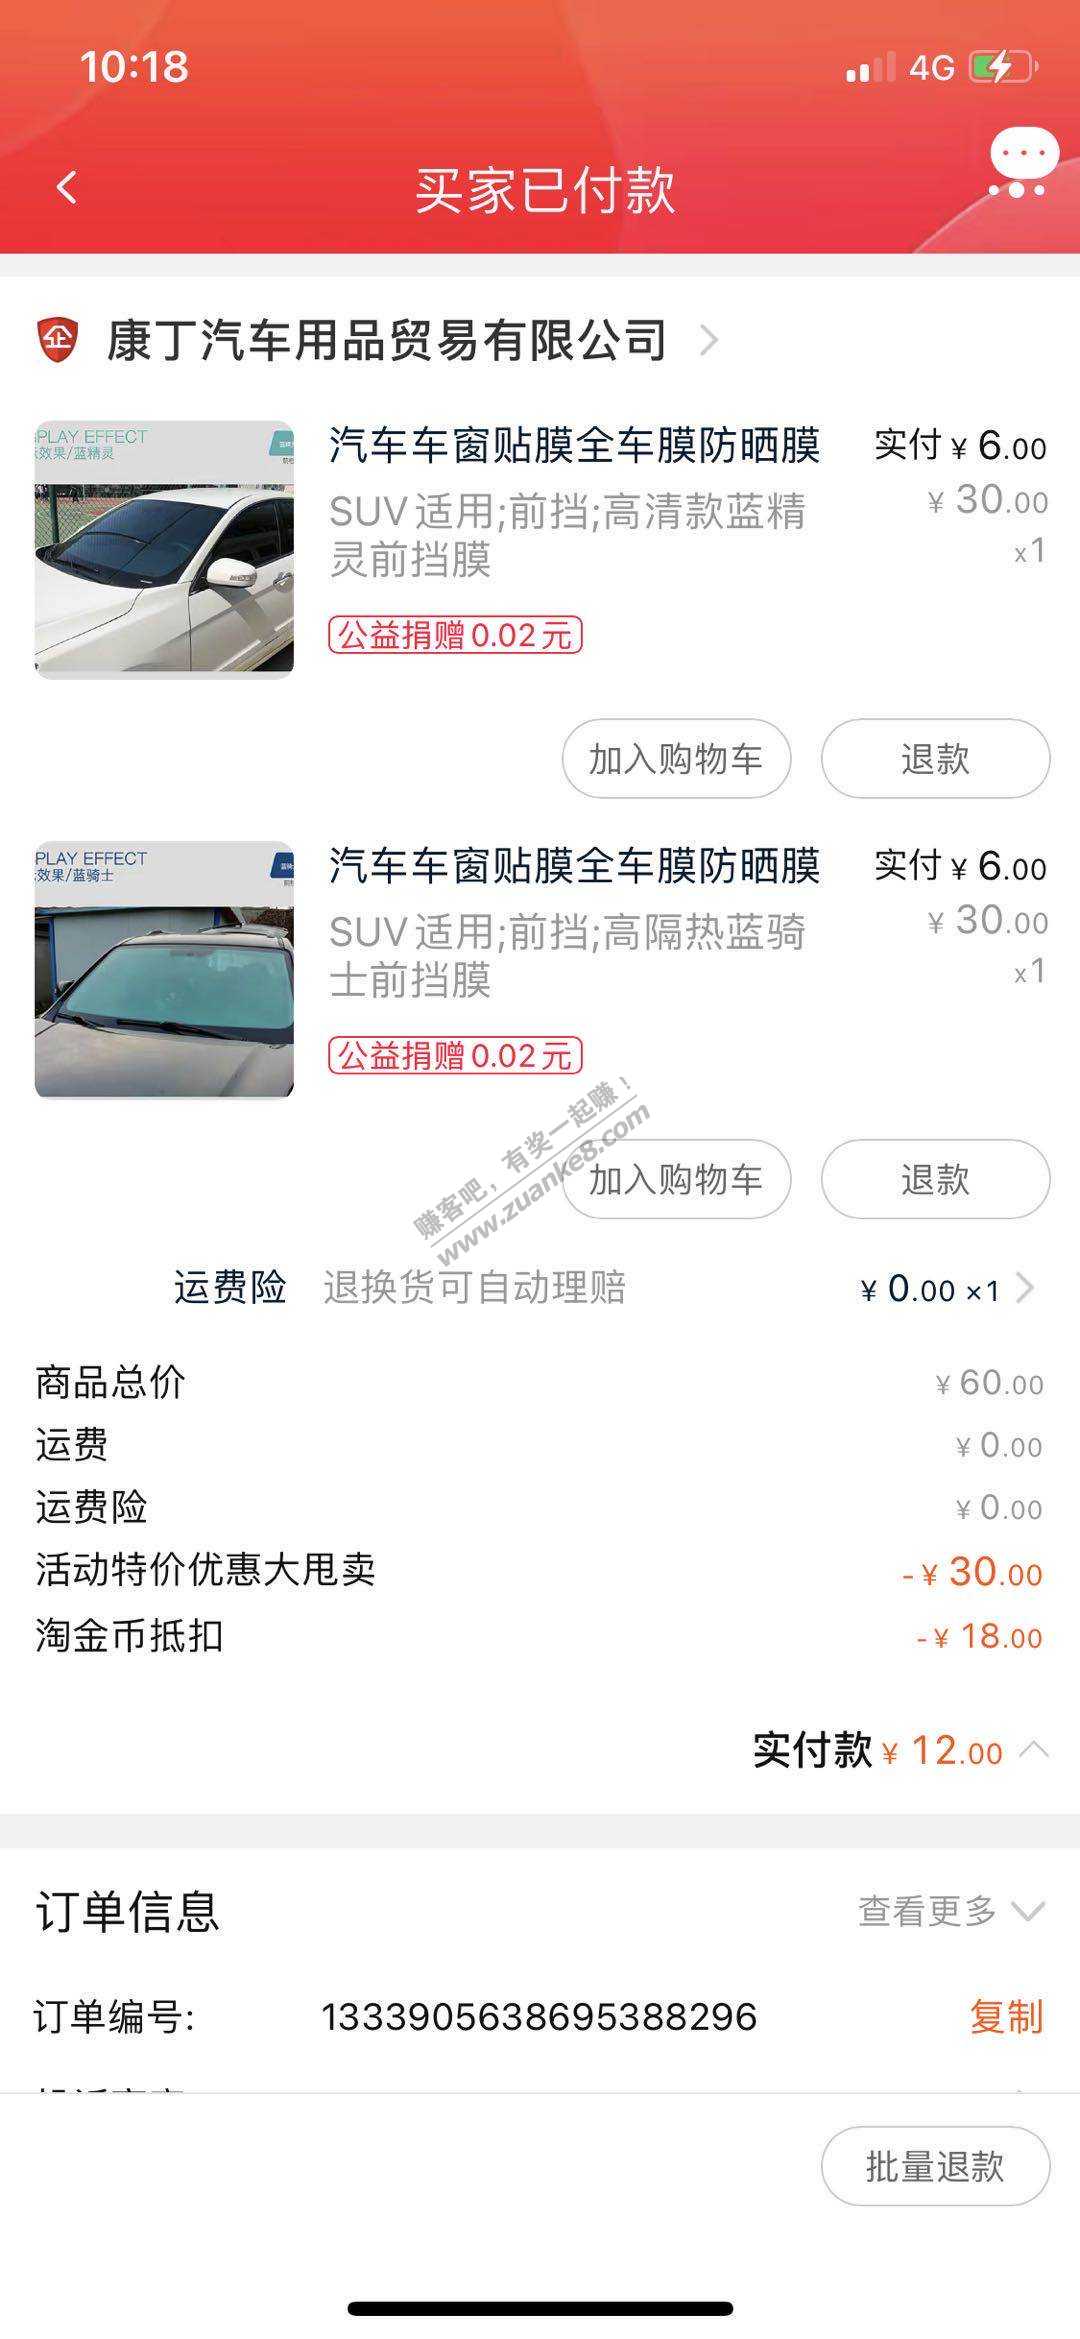 10:18
4G
买家已付款
企 康丁汽车用品贸易有限公司
PLAY EFFECT
效果/蓝精灵
汽车车窗贴膜全车膜防晒膜
实付 ¥ 6.00
SUV适用;前挡;高清款蓝精
¥ 30.00
灵前挡膜
x1
公益捐赠0.02元
加入购物车
退款
PLAY EFFECT
效果/蓝骑士
汽车车窗贴膜全车膜防晒膜
实付 ¥ 6.00
SUV适用;前挡;高隔热蓝骑
¥ 30.00
士前挡膜
x1
公益捐赠0.02元
赚客吧，有奖一起赚！
www.zuanke8.com
加入购物车
退款
运费险 退换货可自动理赔 ¥ 0.00 ×1
商品总价 ¥ 60.00
运费 ¥ 0.00
运费险 ¥ 0.00
活动特价优惠大甩卖 -¥ 30.00
淘金币抵扣 -¥ 18.00
实付款 ¥ 12.00
订单信息 查看更多
订单编号: 1333905638695388296 复制
批量退款